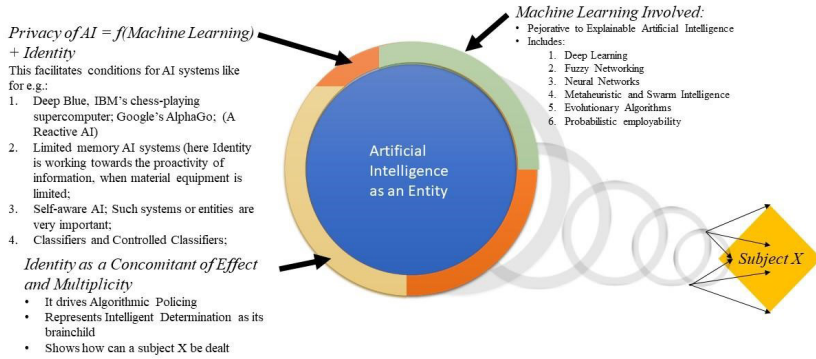 Privacy of AI = f(Machine Learning)
+ Identity
This facilitates conditions for AI systems like
for e.g.:
1. Deep Blue, IBM's chess-playing
supercomputer; Google's AlphaGo; (A
Reactive AI)
2. Limited memory AI systems (here Identity
is working towards the proactivity of
information, when material equipment is
limited;
3. Self-aware AI; Such systems or entities are
very important;
4. Classifiers and Controlled Classifiers;
Identity as a Concomitant of Effect
and Multiplicity
• It drives Algorithmic Policing
• Represents Intelligent Determination as its
brainchild
• Shows how can a subject X be dealt
Artificial
Intelligence
as an Entity
Machine Learning Involved:
• Pejorative to Explainable Artificial Intelligence
• Includes:
1. Deep Learning
2. Fuzzy Networking
3. Neural Networks
4. Metaheuristic and Swarm Intelligence
5. Evolutionary Algorithms
6. Probabilistic employability
Subject X